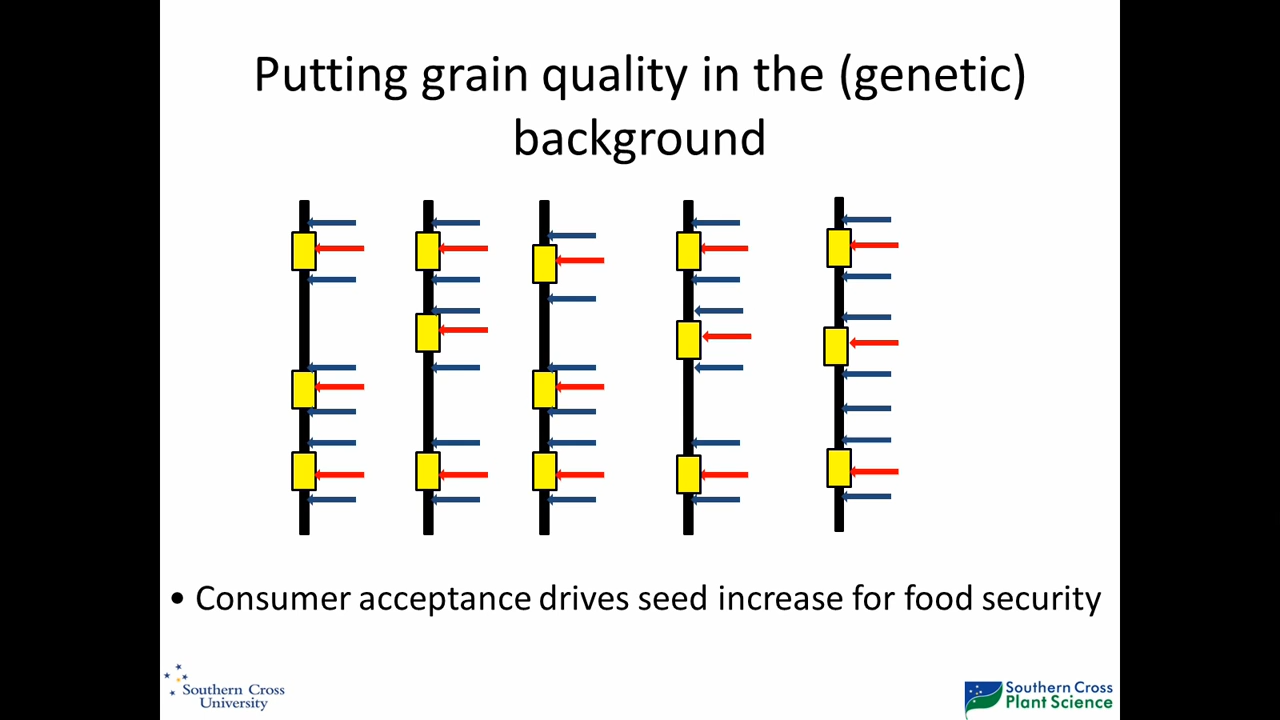 Putting grain quality in the (genetic)
background
• Consumer acceptance drives seed increase for food security
Southern Cross
University
Southern Cross
Plant Science